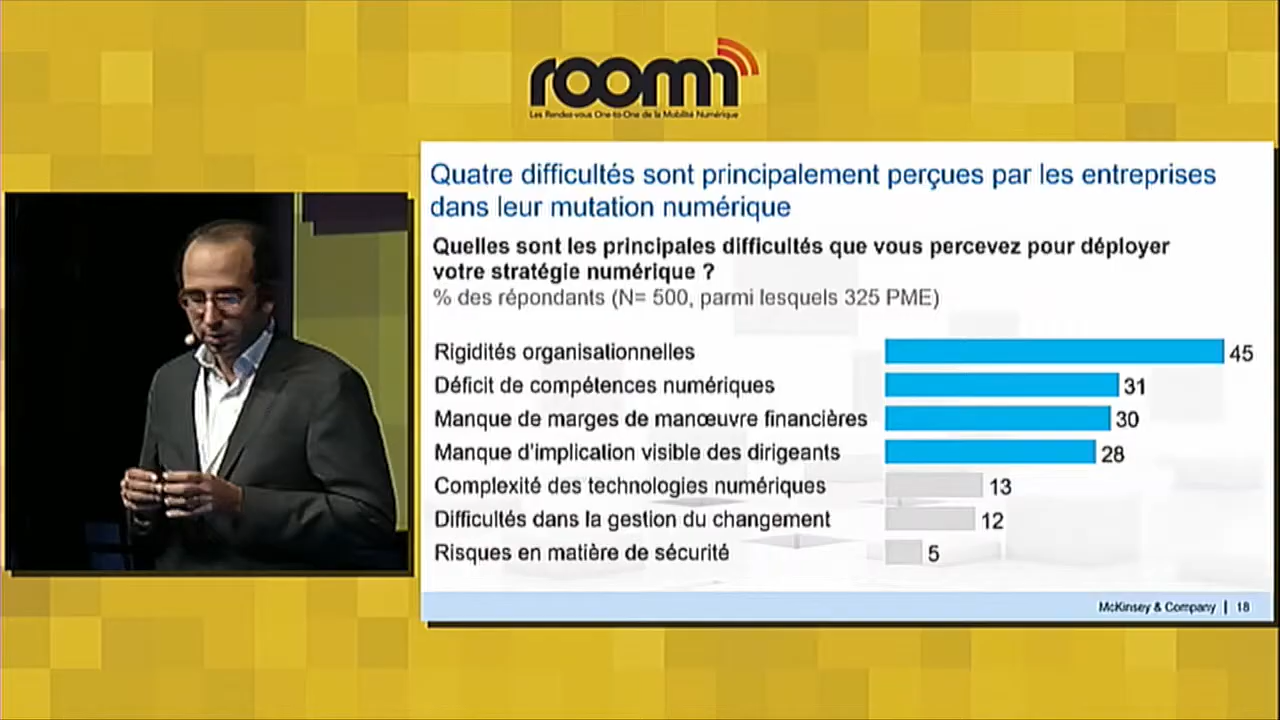 roomn
Les Rendez-vous One-to-One de la Mobilité Numérique
Quatre difficultés sont principalement perçues par les entreprises
dans leur mutation numérique
Quelles sont les principales difficultés que vous percevez pour déployer
votre stratégie numérique ?
% des répondants (N= 500, parmi lesquels 325 PME)
Rigidités organisationnelles 45
Déficit de compétences numériques 31
Manque de marges de manœuvre financières 30
Manque d'implication visible des dirigeants 28
Complexité des technologies numériques 13
Difficultés dans la gestion du changement 12
Risques en matière de sécurité 5
McKinsey & Company | 18